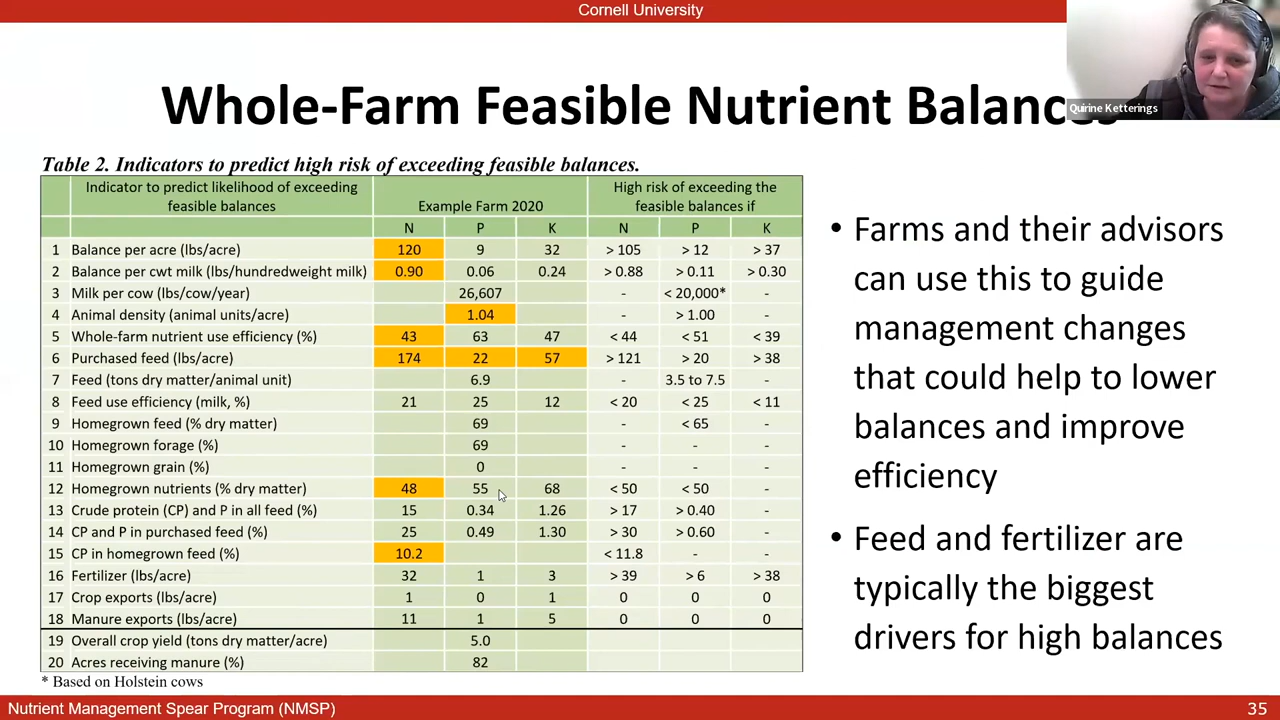 Cornell University
Whole-Farm Feasible Nutrient Balances
Quirine Ketterings
Table 2. Indicators to predict high risk of exceeding feasible balances.
Indicator to predict likelihood of exceeding feasible balances | Example Farm 2020 | High risk of exceeding the feasible balances if
N P K N P K
1 Balance per acre (lbs/acre) 120 9 32 > 105 > 12 > 37
2 Balance per cwt milk (lbs/hundredweight milk) 0.90 0.06 0.24 > 0.88 > 0.11 > 0.30
3 Milk per cow (lbs/cow/year) 26,607 - < 20,000* -
4 Animal density (animal units/acre) 1.04 - > 1.00 -
5 Whole-farm nutrient use efficiency (%) 43 63 47 < 44 < 51 < 39
6 Purchased feed (lbs/acre) 174 22 57 > 121 > 20 > 38
7 Feed (tons dry matter/animal unit) 6.9 - 3.5 to 7.5 -
8 Feed use efficiency (milk, %) 21 25 12 < 20 < 25 < 11
9 Homegrown feed (% dry matter) 69 - < 65 -
10 Homegrown forage (%) 69 - - -
11 Homegrown grain (%) 0 - - -
12 Homegrown nutrients (% dry matter) 48 55 68 < 50 < 50 -
13 Crude protein (CP) and P in all feed (%) 15 0.34 1.26 > 17 > 0.40 -
14 CP and P in purchased feed (%) 25 0.49 1.30 > 30 > 0.60 -
15 CP in homegrown feed (%) 10.2 < 11.8 - -
16 Fertilizer (lbs/acre) 32 1 3 > 39 > 6 > 38
17 Crop exports (lbs/acre) 1 0 1 0 0 0
18 Manure exports (lbs/acre) 11 1 5 0 0 0
19 Overall crop yield (tons dry matter/acre) 5.0
20 Acres receiving manure (%) 82
* Based on Holstein cows
• Farms and their advisors
can use this to guide
management changes
that could help to lower
balances and improve
efficiency
• Feed and fertilizer are
typically the biggest
drivers for high balances
Nutrient Management Spear Program (NMSP)
35